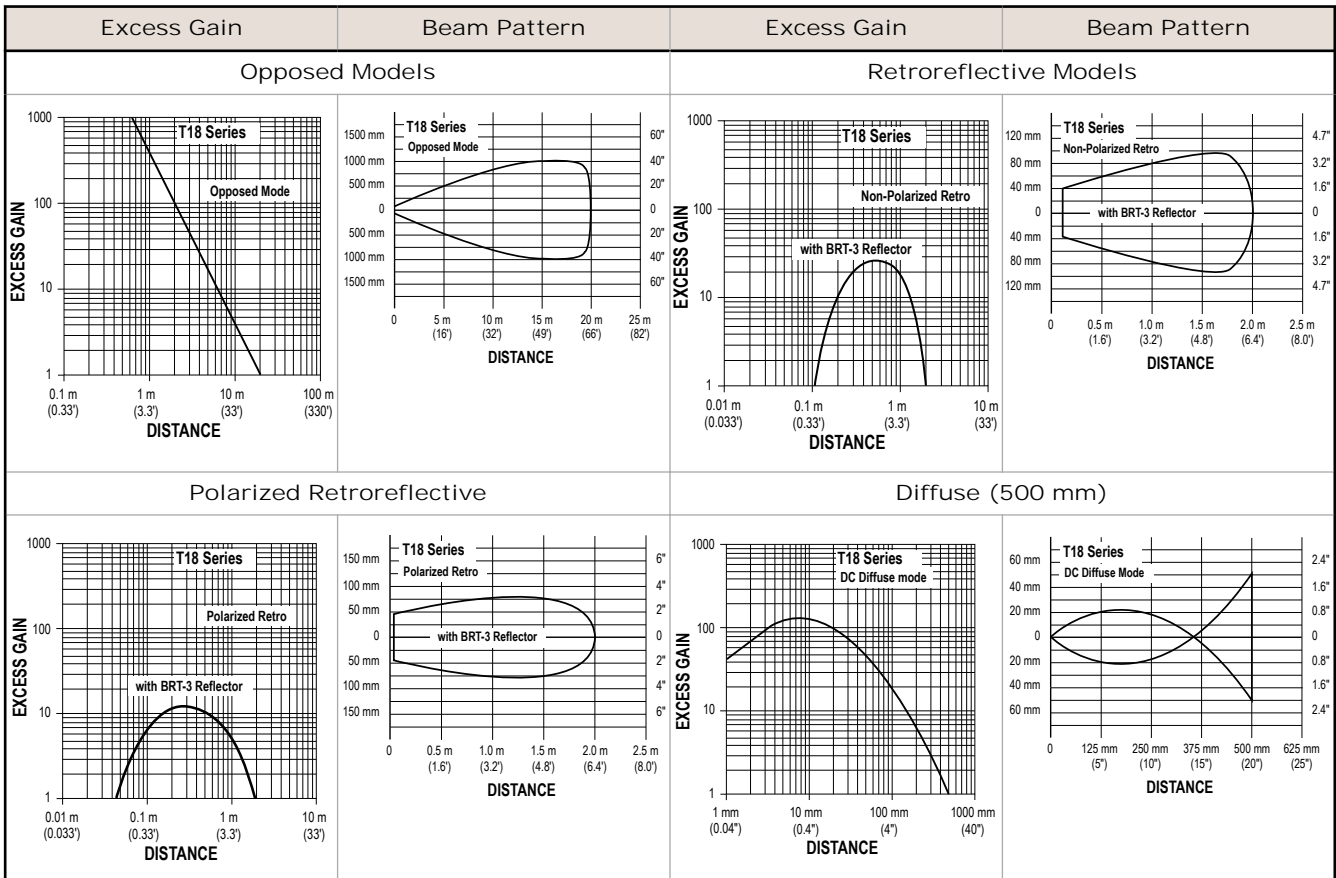 Excess Gain
Beam Pattern
Excess Gain
Beam Pattern
Opposed Models
Retroreflective Models
EXCESS GAIN
1000
100
10
1
T18 Series
Opposed Mode
0.1 m 1 m 10 m 100 m
(0.33') (3.3') (33') (330')
DISTANCE
T18 Series
Opposed Mode
1500 mm 60"
1000 mm 40"
500 mm 20"
0 0
500 mm 20"
1000 mm 40"
1500 mm 60"
0 5 m 10 m 15 m 20 m 25 m
(16') (32') (49') (66') (82')
DISTANCE
EXCESS GAIN
1000
100
10
1
T18 Series
Non-Polarized Retro
with BRT-3 Reflector
0.01 m 0.1 m 1 m 10 m
(0.033') (0.33') (3.3') (33')
DISTANCE
T18 Series
Non-Polarized Retro
120 mm 4.7"
80 mm 3.2"
40 mm 1.6"
0 with BRT-3 Reflector 0
40 mm 1.6"
80 mm 3.2"
120 mm 4.7"
0 0.5 m 1.0 m 1.5 m 2.0 m 2.5 m
(1.6') (3.2') (4.8') (6.4') (8.0')
DISTANCE
Polarized Retroreflective
Diffuse (500 mm)
EXCESS GAIN
1000
100
10
1
T18 Series
Polarized Retro
with BRT-3 Reflector
0.01 m 0.1 m 1 m 10 m
(0.033') (0.33') (3.3') (33')
DISTANCE
T18 Series
Polarized Retro
150 mm 6"
100 mm 4"
50 mm 2"
0 with BRT-3 Reflector 0
50 mm 2"
100 mm 4"
150 mm 6"
0 0.5 m 1.0 m 1.5 m 2.0 m 2.5 m
(1.6') (3.2') (4.8') (6.4') (8.0')
DISTANCE
EXCESS GAIN
1000
100
10
1
T18 Series
DC Diffuse mode
1 mm 10 mm 100 mm 1000 mm
(0.04") (0.4") (4") (40")
DISTANCE
T18 Series
DC Diffuse Mode
60 mm 2.4"
40 mm 1.6"
20 mm 0.8"
0 0
20 mm 0.8"
40 mm 1.6"
60 mm 2.4"
0 125 mm 250 mm 375 mm 500 mm 625 mm
(5") (10") (15") (20") (25")
DISTANCE